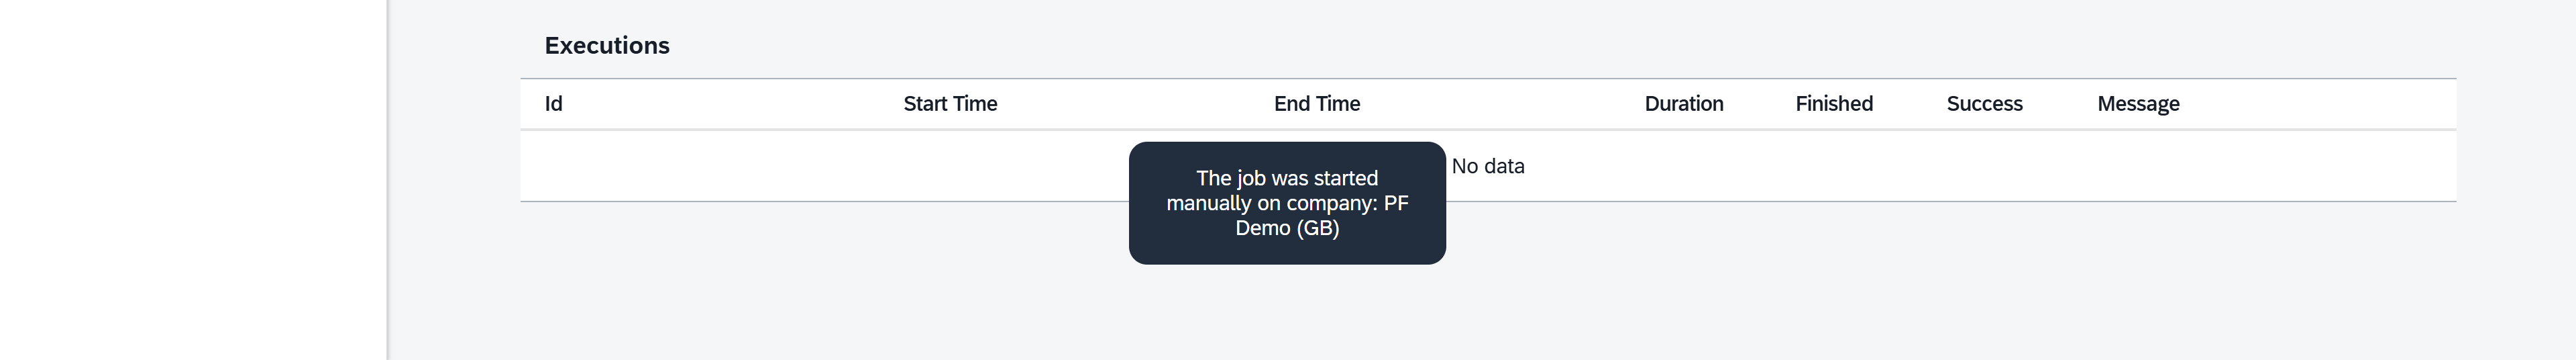 Executions
Id Start Time End Time Duration Finished Success Message
No data
The job was started
manually on company: PF
Demo (GB)